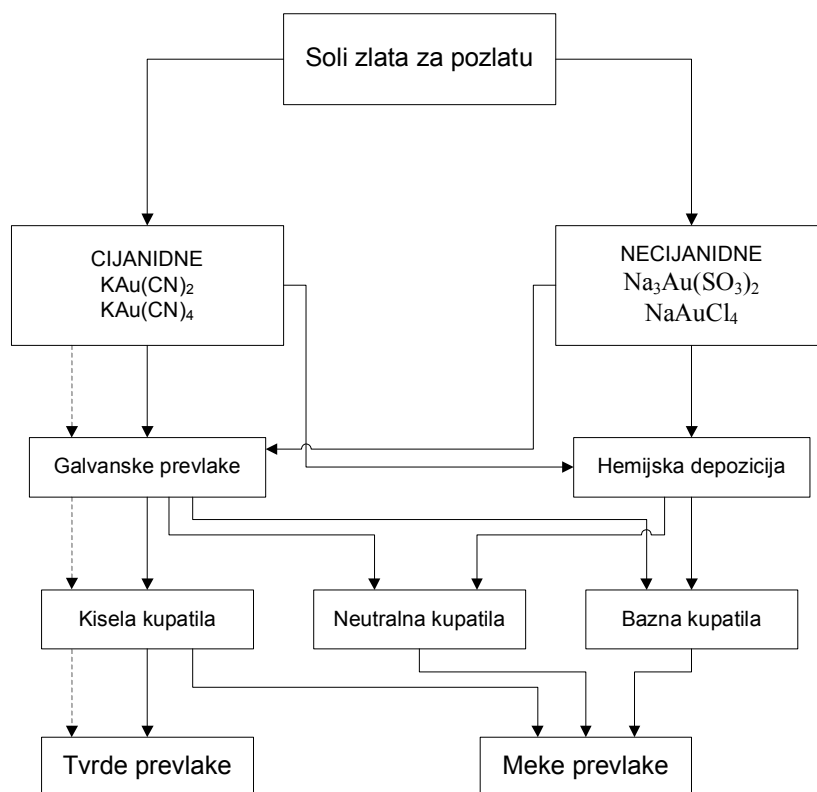 Soli zlata za pozlatu
CIJANIDNE
KAu(CN)₂
KAu(CN)₄
NECIJANIDNE
Na₃Au(SO₃)₂
NaAuCl₄
Galvanske prevlake
Hemijska depozicija
Kisela kupatila
Neutralna kupatila
Bazna kupatila
Tvrde prevlake
Meke prevlake